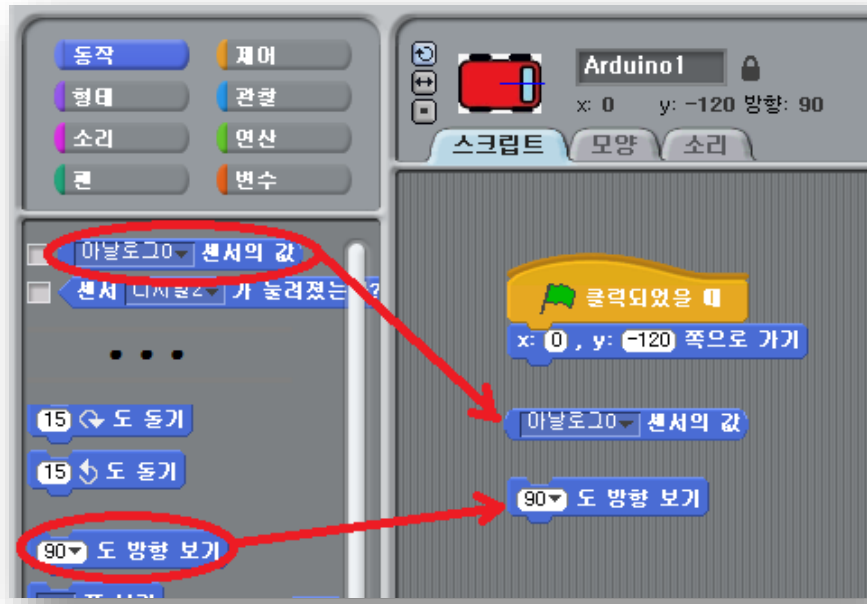 동작
제어
형태
관찰
소리
연산
펜
변수
Arduino1
x: 0 y: -120 방향: 90
스크립트
모양
소리
아날로그0 센서의 값
센서 디지털2 가 눌려졌는가?
15 도 돌기
15 도 돌기
90 도 방향 보기
클릭되었을 때
x: 0 , y: -120 쪽으로 가기
아날로그0 센서의 값
90 도 방향 보기